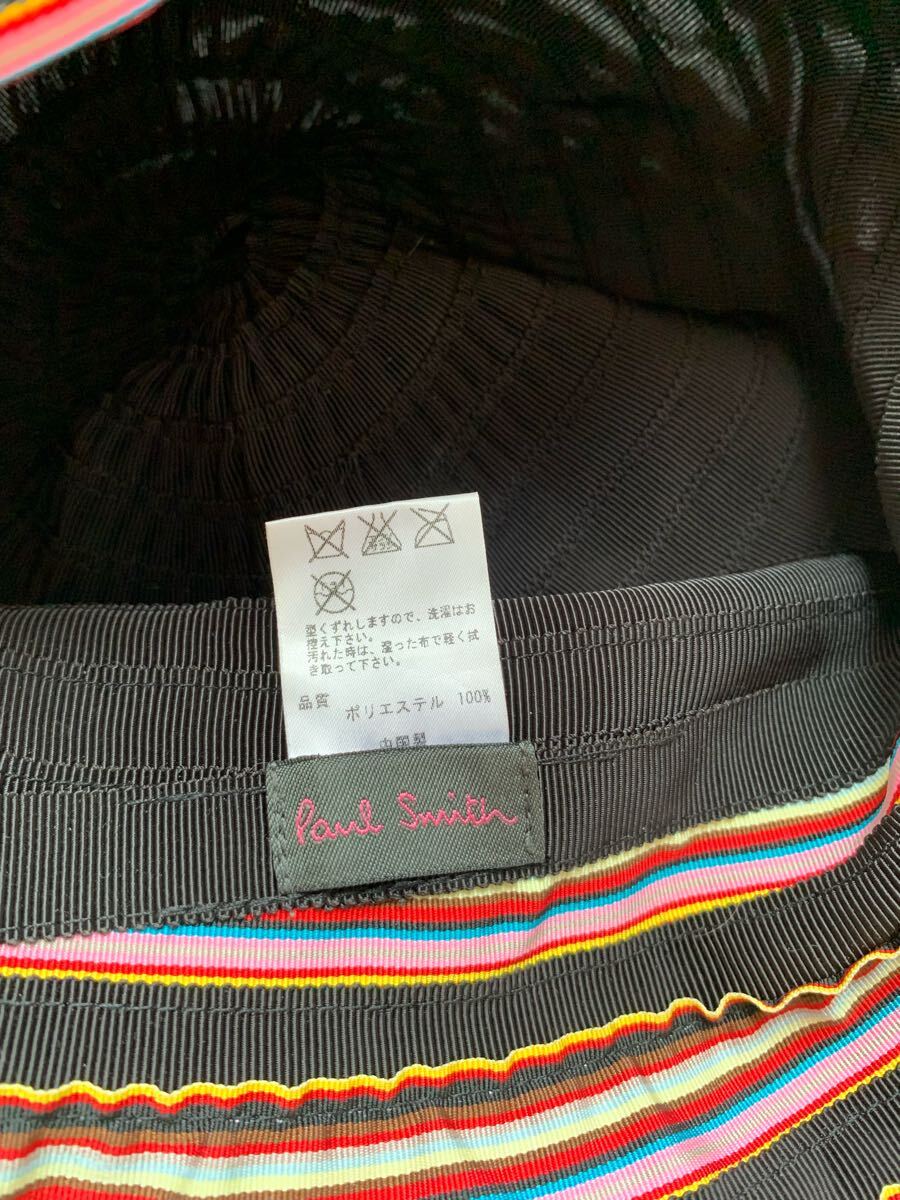 型くずれしますので、洗濯はお
控え下さい。
汚れた時は、湿った布で軽く拭
き取って下さい。
品質 ポリエステル 100%
中国製
Paul Smith